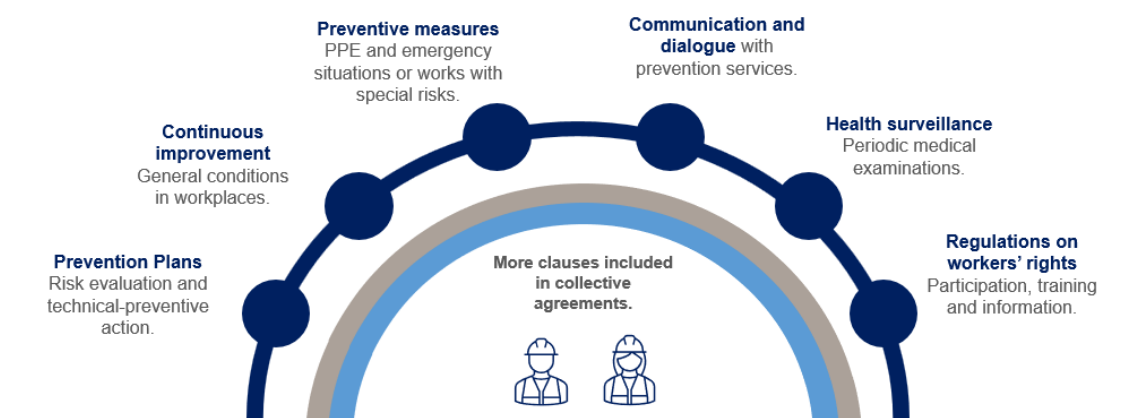 Prevention Plans
Risk evaluation and
technical-preventive
action.
Continuous
improvement
General conditions
in workplaces.
Preventive measures
PPE and emergency
situations or works with
special risks.
Communication and
dialogue with
prevention services.
Health surveillance
Periodic medical
examinations.
Regulations on
workers’ rights
Participation, training
and information.
More clauses included
in collective
agreements.